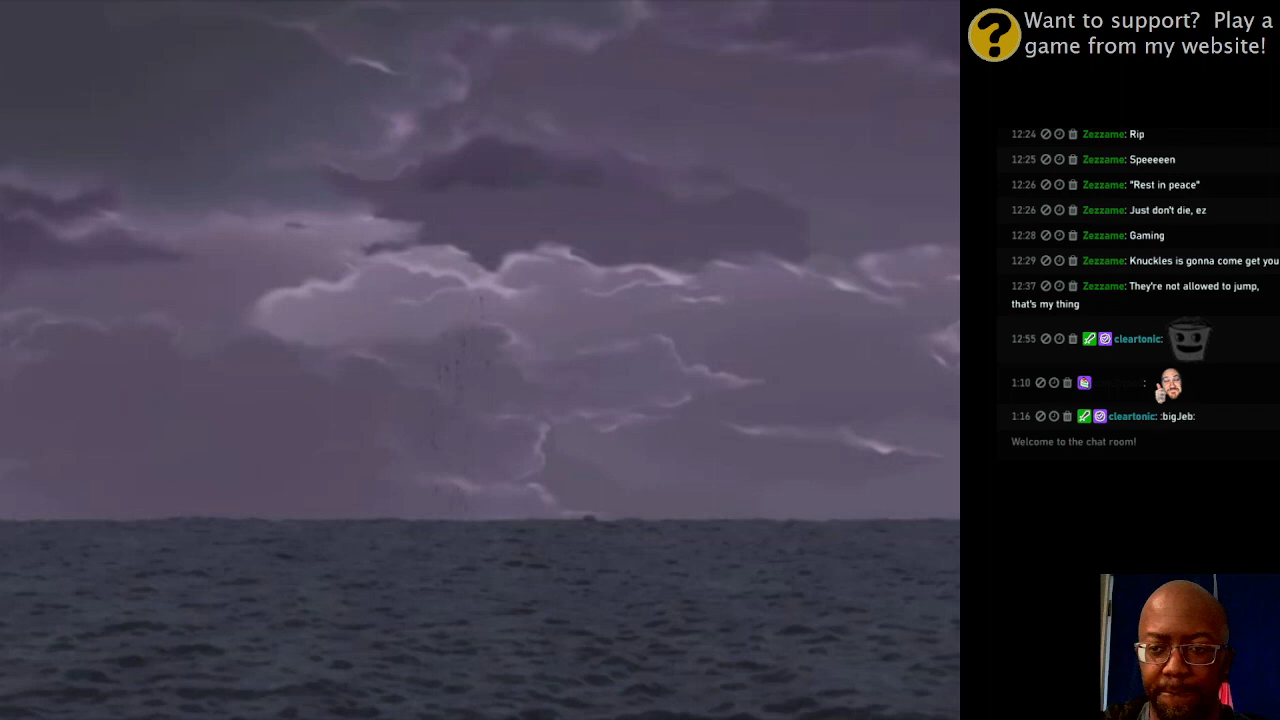 Want to support?  Play a
game from my website!
12:24 Zezzame: Rip
12:25 Zezzame: Speeeeen
12:26 Zezzame: "Rest in peace"
12:26 Zezzame: Just don't die, ez
12:28 Zezzame: Gaming
12:29 Zezzame: Knuckles is gonna come get you
12:37 Zezzame: They're not allowed to jump,
that's my thing
12:55 cleartonic:
1:10 :
1:16 cleartonic: :bigJeb:
Welcome to the chat room!